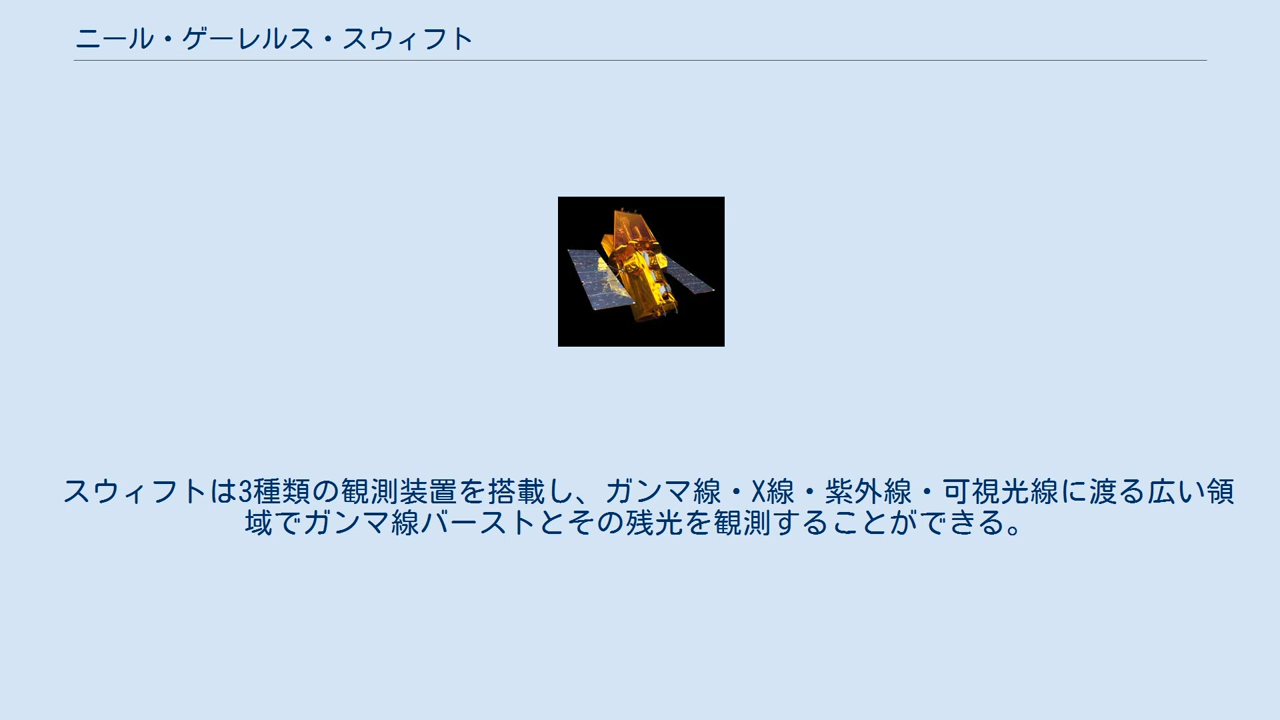 ニール・ゲーレルス・スウィフト
スウィフトは3種類の観測装置を搭載し、ガンマ線・X線・紫外線・可視光線に渡る広い領
域でガンマ線バーストとその残光を観測することができる。